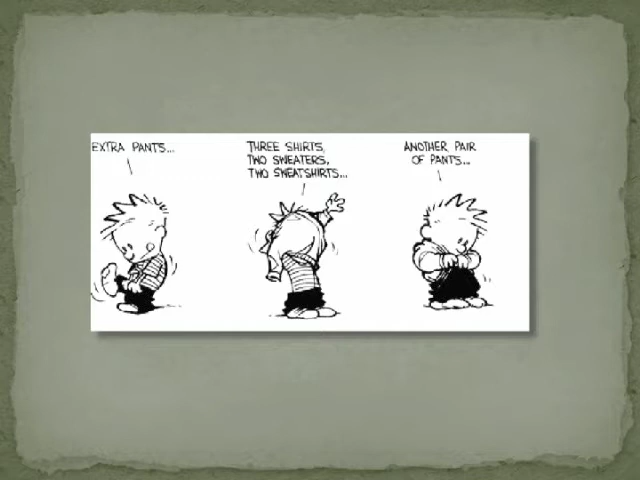 EXTRA PANTS...
THREE SHIRTS,
TWO SWEATERS,
TWO SWEATSHIRTS...
ANOTHER PAIR
OF PANTS...